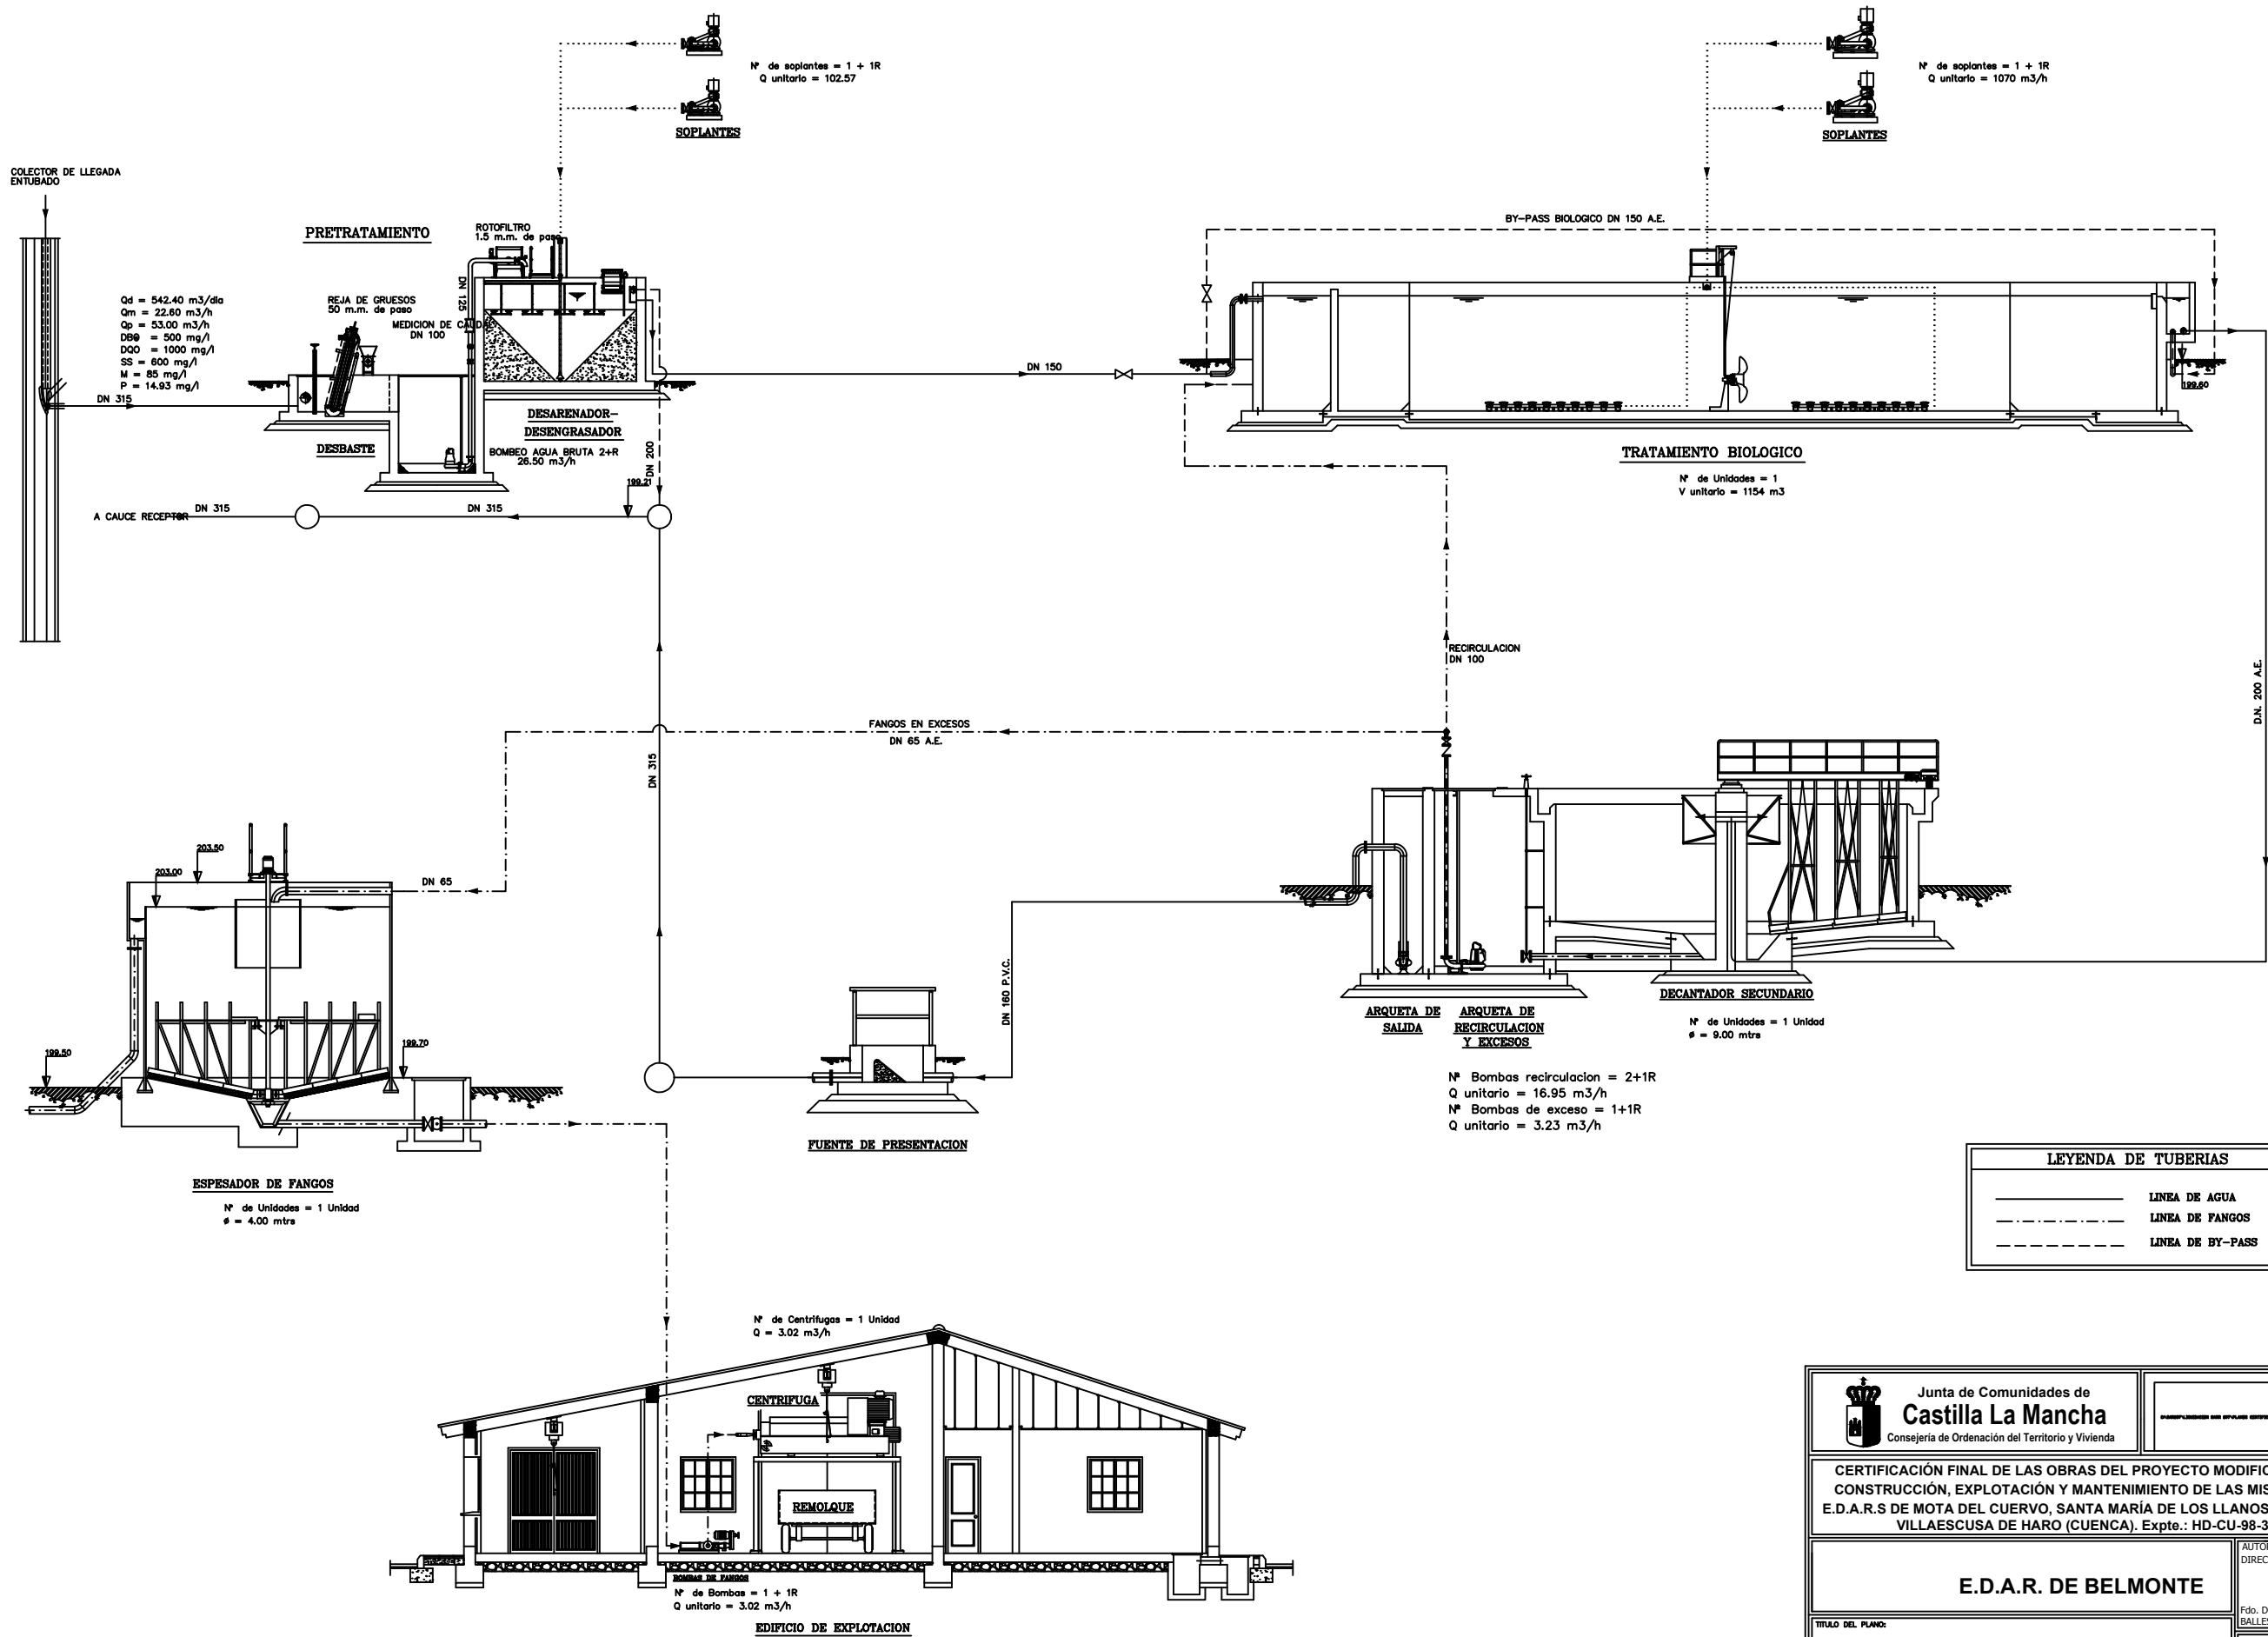 Nº de soplantes = 1 + 1R
Q unitario = 102.57
SOPLANTES
Nº de soplantes = 1 + 1R
Q unitario = 1070 m3/h
SOPLANTES
COLECTOR DE LLEGADA
ENTUBADO
PRETRATAMIENTO
ROTOFILTRO
1.5 m.m. de paso
BY-PASS BIOLOGICO DN 150 A.E.
Qd = 542.40 m3/dia
Qm = 22.60 m3/h
Qp = 53.00 m3/h
DBO = 500 mg/l
DQO = 1000 mg/l
SS = 600 mg/l
M = 85 mg/l
P = 14.93 mg/l
REJA DE GRUESOS
50 m.m. de paso
MEDICION DE CAUDAL
DN 100
DN 125
DN 315
DN 150
199.60
DESBASTE
DESARENADOR-
DESENGRASADOR
BOMBEO AGUA BRUTA 2+R
26.50 m3/h
DN 200
TRATAMIENTO BIOLOGICO
Nº de Unidades = 1
V unitario = 1154 m3
199.21
A CAUCE RECEPTOR
DN 315
DN 315
RECIRCULACION
DN 100
D.N. 200 A.E.
FANGOS EN EXCESOS
DN 65 A.E.
DN 315
203.50
203.00
DN 65
199.50
199.70
DN 160 P.V.C.
ARQUETA DE
SALIDA
ARQUETA DE
RECIRCULACION
Y EXCESOS
DECANTADOR SECUNDARIO
Nº de Unidades = 1 Unidad
ø = 9.00 mtrs
Nª Bombas recirculacion = 2+1R
Q unitario = 16.95 m3/h
Nª Bombas de exceso = 1+1R
Q unitario = 3.23 m3/h
FUENTE DE PRESENTACION
ESPESADOR DE FANGOS
Nº de Unidades = 1 Unidad
ø = 4.00 mtrs
LEYENDA DE TUBERIAS
LINEA DE AGUA
LINEA DE FANGOS
LINEA DE BY-PASS
Nº de Centrifugas = 1 Unidad
Q = 3.02 m3/h
CENTRIFUGA
REMOLQUE
BOMBAS DE FANGOS
Nº de Bombas = 1 + 1R
Q unitario = 3.02 m3/h
EDIFICIO DE EXPLOTACION
Junta de Comunidades de
Castilla La Mancha
Consejería de Ordenación del Territorio y Vivienda
CERTIFICACIÓN FINAL DE LAS OBRAS DEL PROYECTO MODIFIC
CONSTRUCCIÓN, EXPLOTACIÓN Y MANTENIMIENTO DE LAS MIS
E.D.A.R.S DE MOTA DEL CUERVO, SANTA MARÍA DE LOS LLANOS
VILLAESCUSA DE HARO (CUENCA). Expte.: HD-CU-98-3
E.D.A.R. DE BELMONTE
AUTO
DIREC
Fdo. D
BALLES
TITULO DEL PLANO: